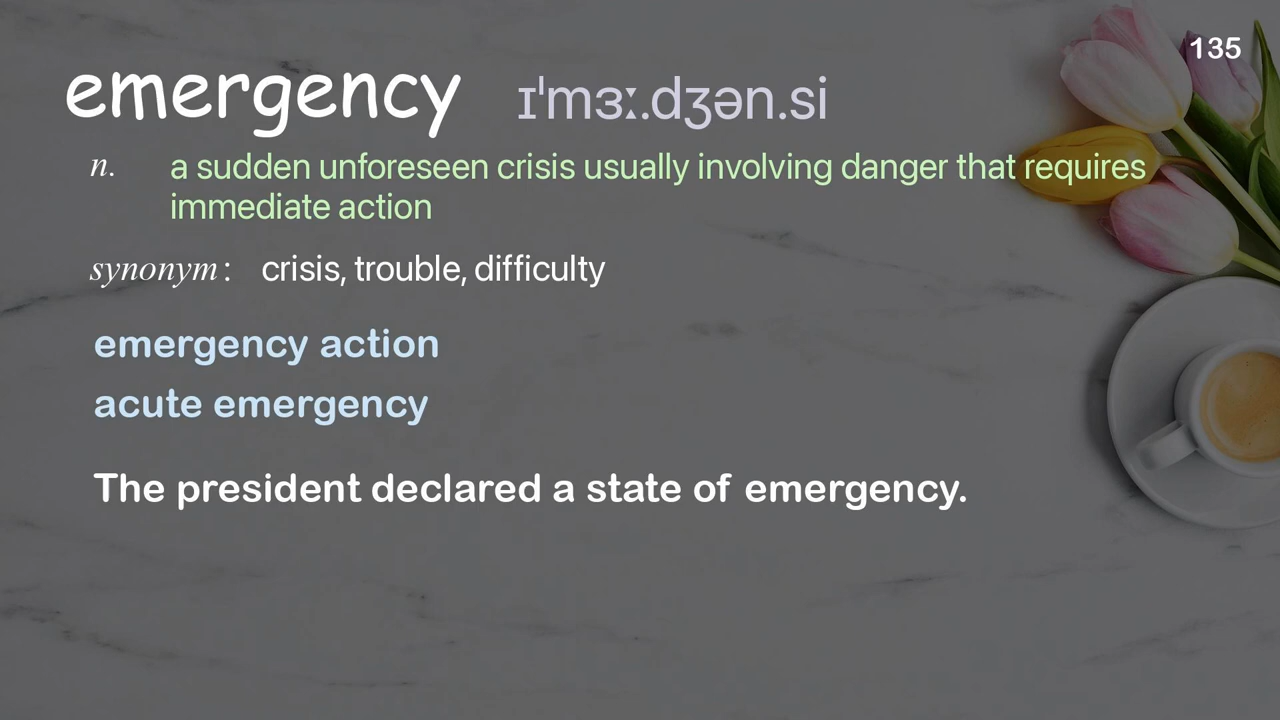 135
emergency ɪˈmɜː.dʒən.si
n. a sudden unforeseen crisis usually involving danger that requires
immediate action
synonym: crisis, trouble, difficulty
emergency action
acute emergency
The president declared a state of emergency.